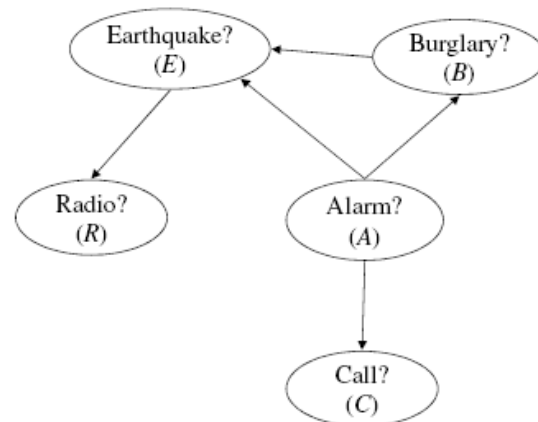 Earthquake?
(E)
Burglary?
(B)
Radio?
(R)
Alarm?
(A)
Call?
(C)